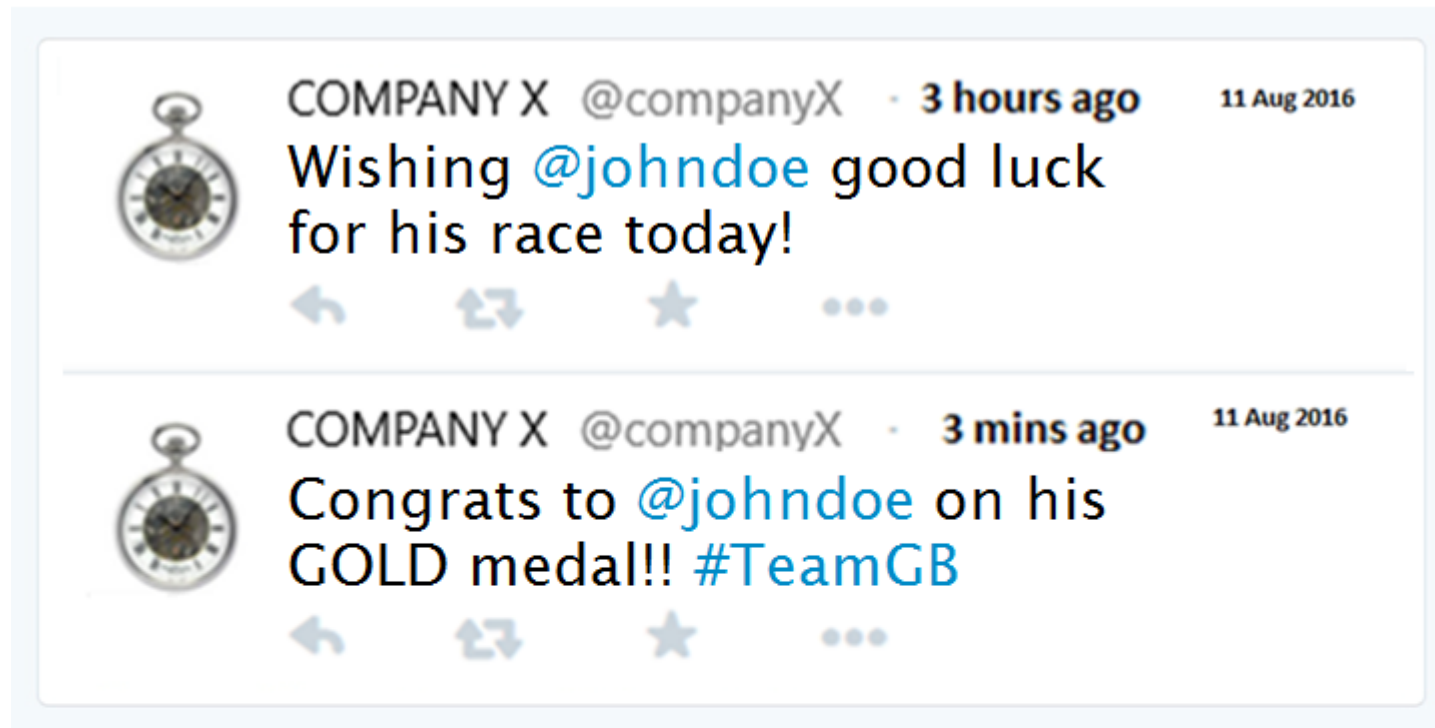 COMPANY X @companyX · 3 hours ago 11 Aug 2016
Wishing @johndoe good luck
for his race today!
COMPANY X @companyX · 3 mins ago 11 Aug 2016
Congrats to @johndoe on his
GOLD medal!! #TeamGB